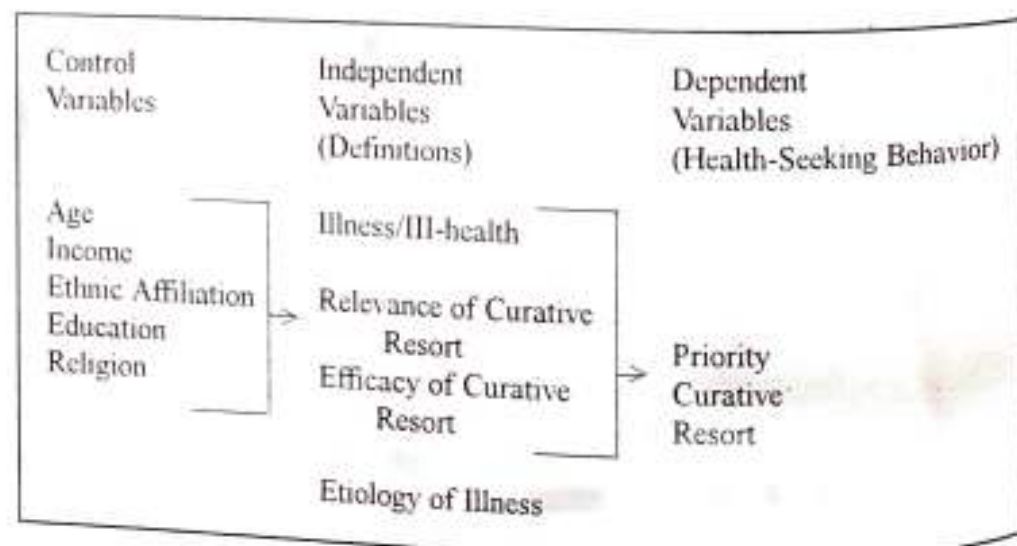 Control
Variables
Independent
Variables
(Definitions)
Dependent
Variables
(Health-Seeking Behavior)
Age
Income
Ethnic Affiliation
Education
Religion
Illness/III-health
Relevance of Curative
Resort
Efficacy of Curative
Resort
Etiology of Illness
Priority
Curative
Resort